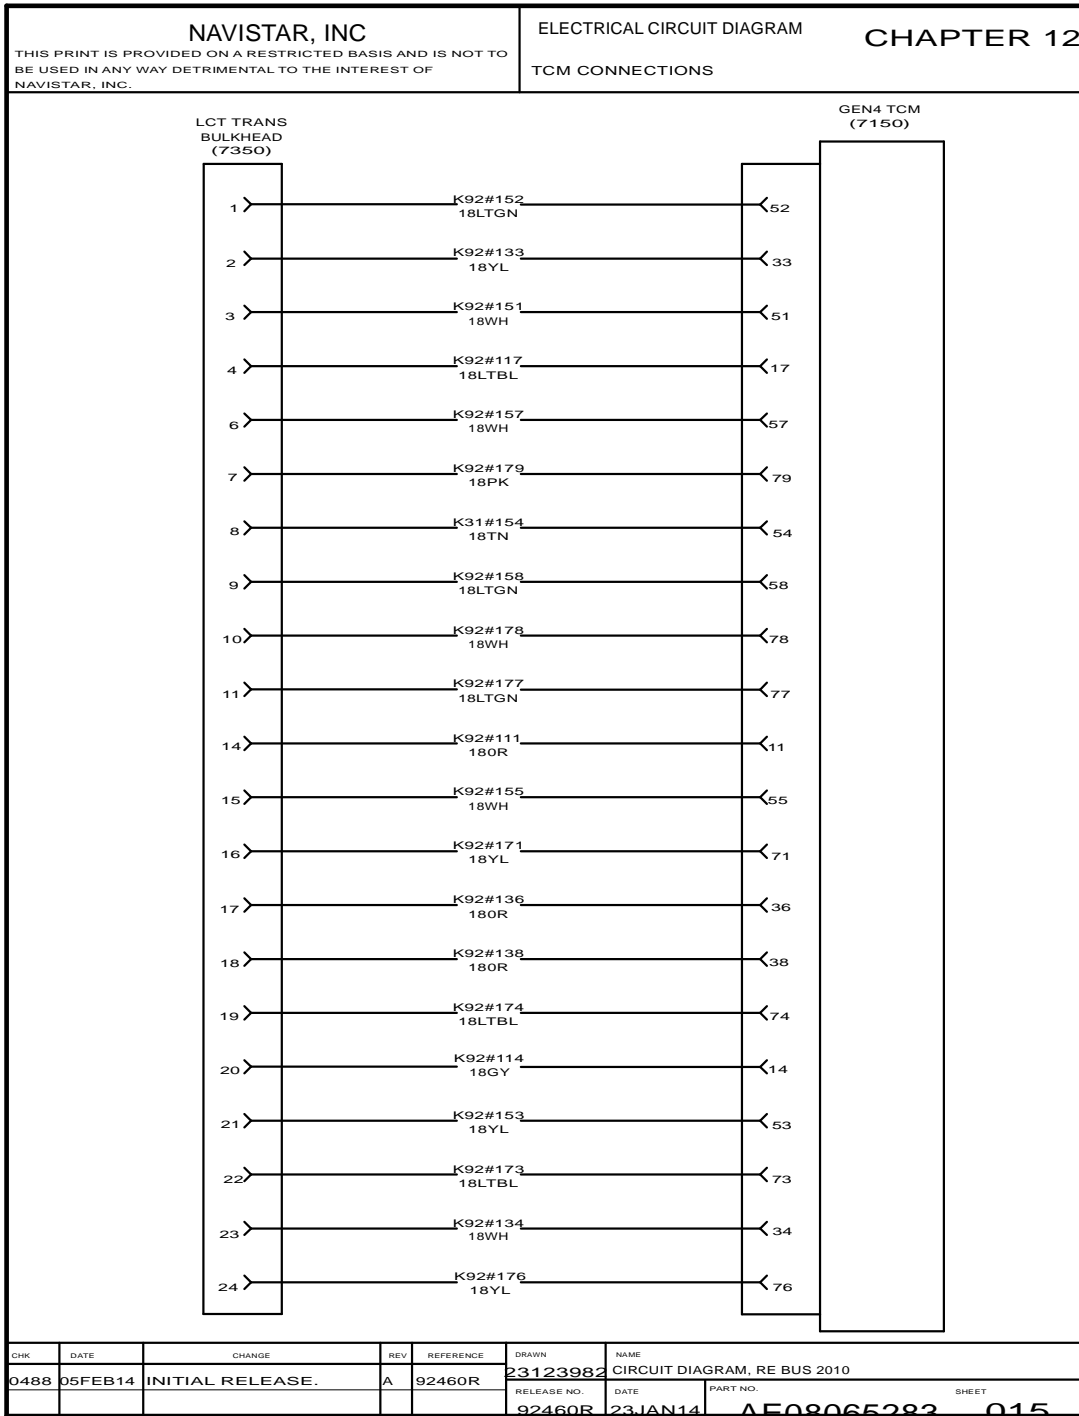 NAVISTAR, INC
THIS PRINT IS PROVIDED ON A RESTRICTED BASIS AND IS NOT TO
BE USED IN ANY WAY DETRIMENTAL TO THE INTEREST OF
NAVISTAR, INC.
ELECTRICAL CIRCUIT DIAGRAM
TCM CONNECTIONS
CHAPTER 12
LCT TRANS
BULKHEAD
(7350)
GEN4 TCM
(7150)
1 K92#152 52
18LTGN
2 K92#133 33
18YL
3 K92#151 51
18WH
4 K92#117 17
18LTBL
6 K92#157 57
18WH
7 K92#179 79
18PK
8 K31#154 54
18TN
9 K92#158 58
18LTGN
10 K92#178 78
18WH
11 K92#177 77
18LTGN
14 K92#111 11
180R
15 K92#155 55
18WH
16 K92#171 71
18YL
17 K92#136 36
180R
18 K92#138 38
180R
19 K92#174 74
18LTBL
20 K92#114 14
18GY
21 K92#153 53
18YL
22 K92#173 73
18LTBL
23 K92#134 34
18WH
24 K92#176 76
18YL
CHK DATE CHANGE REV REFERENCE DRAWN NAME
0488 05FEB14 INITIAL RELEASE. A 92460R 23123982 CIRCUIT DIAGRAM, RE BUS 2010
RELEASE NO. DATE PART NO. SHEET
92460R 23JAN14 AE08065283 015